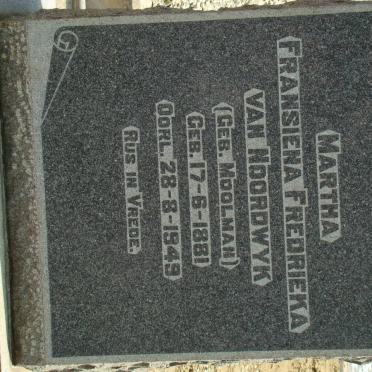 MARTHA
FRANSIENA FREDRIEKA
VAN NOORDWYK
(GEB. MOOLMAN)
GEB. 17-6-1881
OORL. 28-8-1949
RUS IN VREDE.